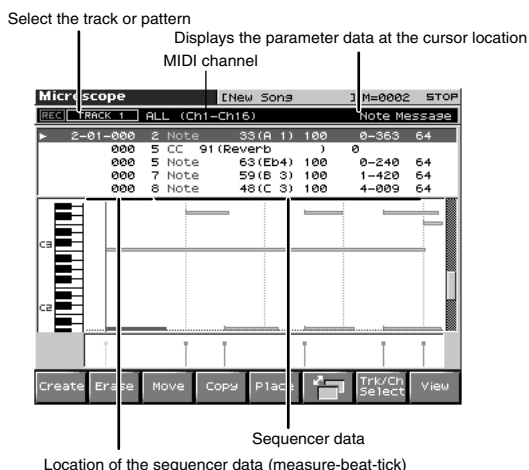 Select the track or pattern
Displays the parameter data at the cursor location
MIDI channel
Microscope [New Song ] M=0002 STOP
REC TRACK 1 ALL (Ch1-Ch16) Note Message
2-01-000 2 Note 33(A 1) 100 0-363 64
000 5 CC 91(Reverb ) 0
000 5 Note 63(Eb4) 100 0-240 64
000 7 Note 59(B 3) 100 1-420 64
000 8 Note 48(C 3) 100 4-009 64
C3
C2
Create Erase Move Copy Place Trk/Ch Select View
Sequencer data
Location of the sequencer data (measure-beat-tick)